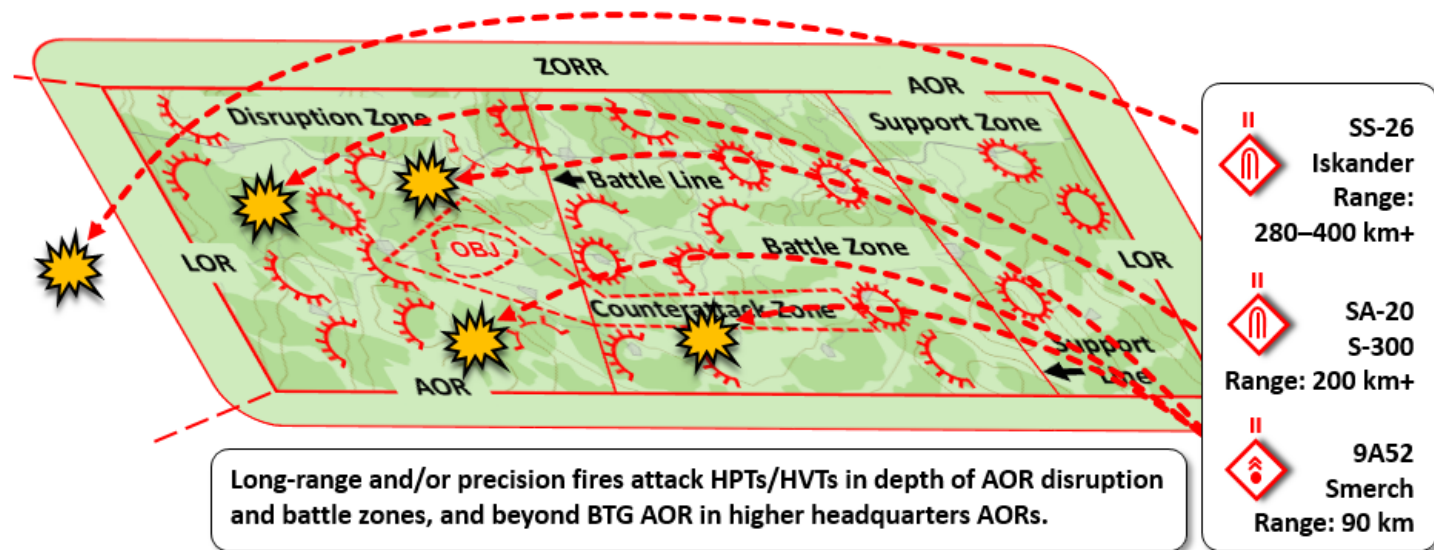 ZORR
AOR
Disruption Zone
Support Zone
Battle Line
OBJ
Battle Zone
LOR
LOR
Counterattack Zone
Support
Line
AOR
SS-26
Iskander
Range:
280–400 km+
SA-20
S-300
Range: 200 km+
9A52
Smerch
Range: 90 km
Long-range and/or precision fires attack HPTs/HVTs in depth of AOR disruption
and battle zones, and beyond BTG AOR in higher headquarters AORs.